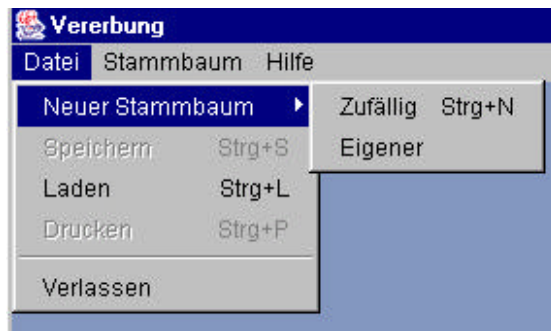 Vererbung
Datei Stammbaum Hilfe
Neuer Stammbaum Zufällig Strg+N
Speichern Strg+S Eigener
Laden Strg+L
Drucken Strg+P
Verlassen